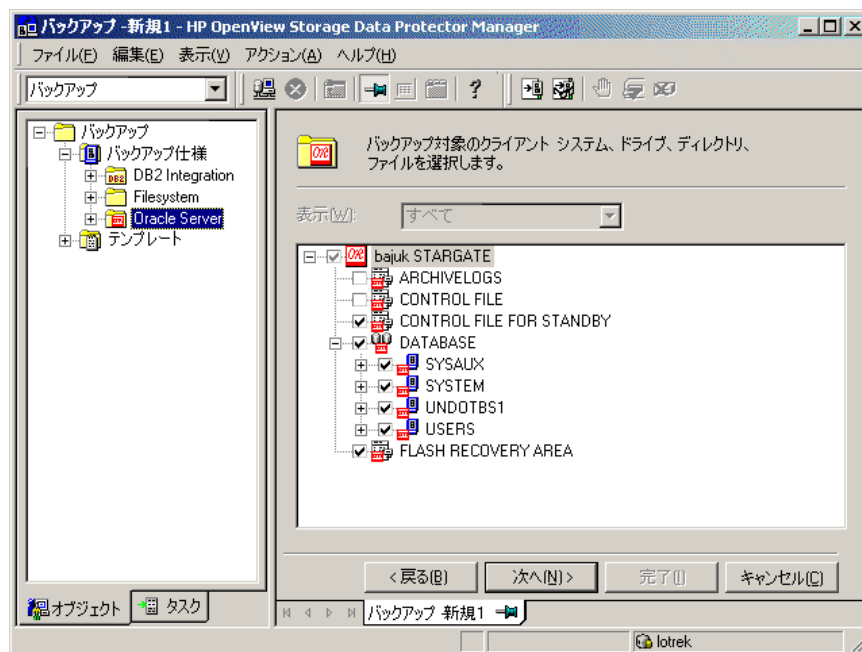 バックアップ -新規1 - HP OpenView Storage Data Protector Manager
ファイル(F) 編集(E) 表示(V) アクション(A) ヘルプ(H)
バックアップ
バックアップ
バックアップ仕様
DB2 Integration
Filesystem
Oracle Server
テンプレート
バックアップ対象のクライアント システム、ドライブ、ディレクトリ、
ファイルを選択します。
表示(W):
すべて
bajuk STARGATE
ARCHIVELOGS
CONTROL FILE
CONTROL FILE FOR STANDBY
DATABASE
SYSAUX
SYSTEM
UNDOTBS1
USERS
FLASH RECOVERY AREA
<戻る(B) 次へ(N)> 完了(I) キャンセル(C)
オブジェクト タスク
バックアップ -新規1
lotrek